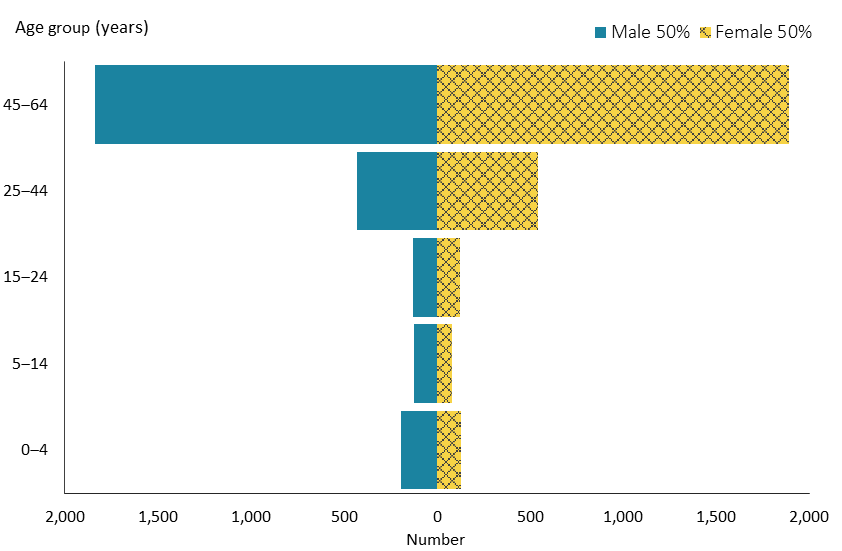 Age group (years)
Male 50% Female 50%
45–64
25–44
15–24
5–14
0–4
2,000 1,500 1,000 500 0 500 1,000 1,500 2,000
Number